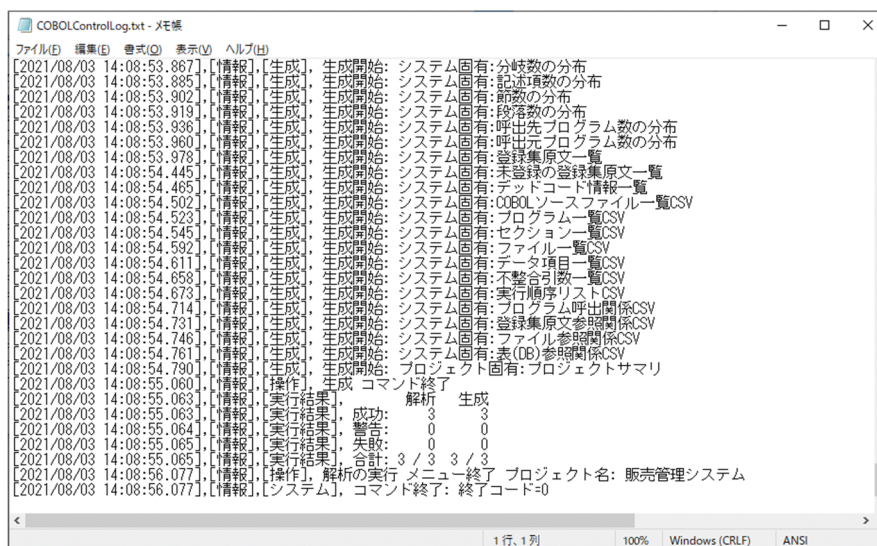 COBOLControlLog.txt - メモ帳
ファイル(F) 編集(E) 書式(O) 表示(V) ヘルプ(H)
[2021/08/03 14:08:53.867],[情報],[生成], 生成開始: システム固有:分岐数の分布
[2021/08/03 14:08:53.885],[情報],[生成], 生成開始: システム固有:記述項数の分布
[2021/08/03 14:08:53.902],[情報],[生成], 生成開始: システム固有:節数の分布
[2021/08/03 14:08:53.919],[情報],[生成], 生成開始: システム固有:段落数の分布
[2021/08/03 14:08:53.936],[情報],[生成], 生成開始: システム固有:呼出先プログラム数の分布
[2021/08/03 14:08:53.960],[情報],[生成], 生成開始: システム固有:呼出元プログラム数の分布
[2021/08/03 14:08:53.978],[情報],[生成], 生成開始: システム固有:登録集原文一覧
[2021/08/03 14:08:54.445],[情報],[生成], 生成開始: システム固有:未登録の登録集原文一覧
[2021/08/03 14:08:54.465],[情報],[生成], 生成開始: システム固有:デッドコード情報一覧
[2021/08/03 14:08:54.502],[情報],[生成], 生成開始: システム固有:COBOLソースファイル一覧CSV
[2021/08/03 14:08:54.523],[情報],[生成], 生成開始: システム固有:プログラム一覧CSV
[2021/08/03 14:08:54.545],[情報],[生成], 生成開始: システム固有:セクション一覧CSV
[2021/08/03 14:08:54.592],[情報],[生成], 生成開始: システム固有:ファイル一覧CSV
[2021/08/03 14:08:54.611],[情報],[生成], 生成開始: システム固有:データ項目一覧CSV
[2021/08/03 14:08:54.658],[情報],[生成], 生成開始: システム固有:不整合引数一覧CSV
[2021/08/03 14:08:54.673],[情報],[生成], 生成開始: システム固有:実行順序リストCSV
[2021/08/03 14:08:54.714],[情報],[生成], 生成開始: システム固有:プログラム呼出関係CSV
[2021/08/03 14:08:54.731],[情報],[生成], 生成開始: システム固有:登録集原文参照関係CSV
[2021/08/03 14:08:54.746],[情報],[生成], 生成開始: システム固有:ファイル参照関係CSV
[2021/08/03 14:08:54.761],[情報],[生成], 生成開始: システム固有:表(DB)参照関係CSV
[2021/08/03 14:08:54.790],[情報],[生成], 生成開始: プロジェクト固有:プロジェクトサマリ
[2021/08/03 14:08:55.060],[情報],[操作], 生成 コマンド終了
[2021/08/03 14:08:55.063],[情報],[実行結果], 解析 生成
[2021/08/03 14:08:55.063],[情報],[実行結果], 成功: 3 3
[2021/08/03 14:08:55.064],[情報],[実行結果], 警告: 0 0
[2021/08/03 14:08:55.065],[情報],[実行結果], 失敗: 0 0
[2021/08/03 14:08:55.065],[情報],[実行結果], 合計: 3 / 3 3 / 3
[2021/08/03 14:08:56.077],[情報],[操作], 解析の実行 メニュー終了 プロジェクト名: 販売管理システム
[2021/08/03 14:08:56.077],[情報],[システム], コマンド終了: 終了コード=0
1 行、1 列 100% Windows (CRLF) ANSI